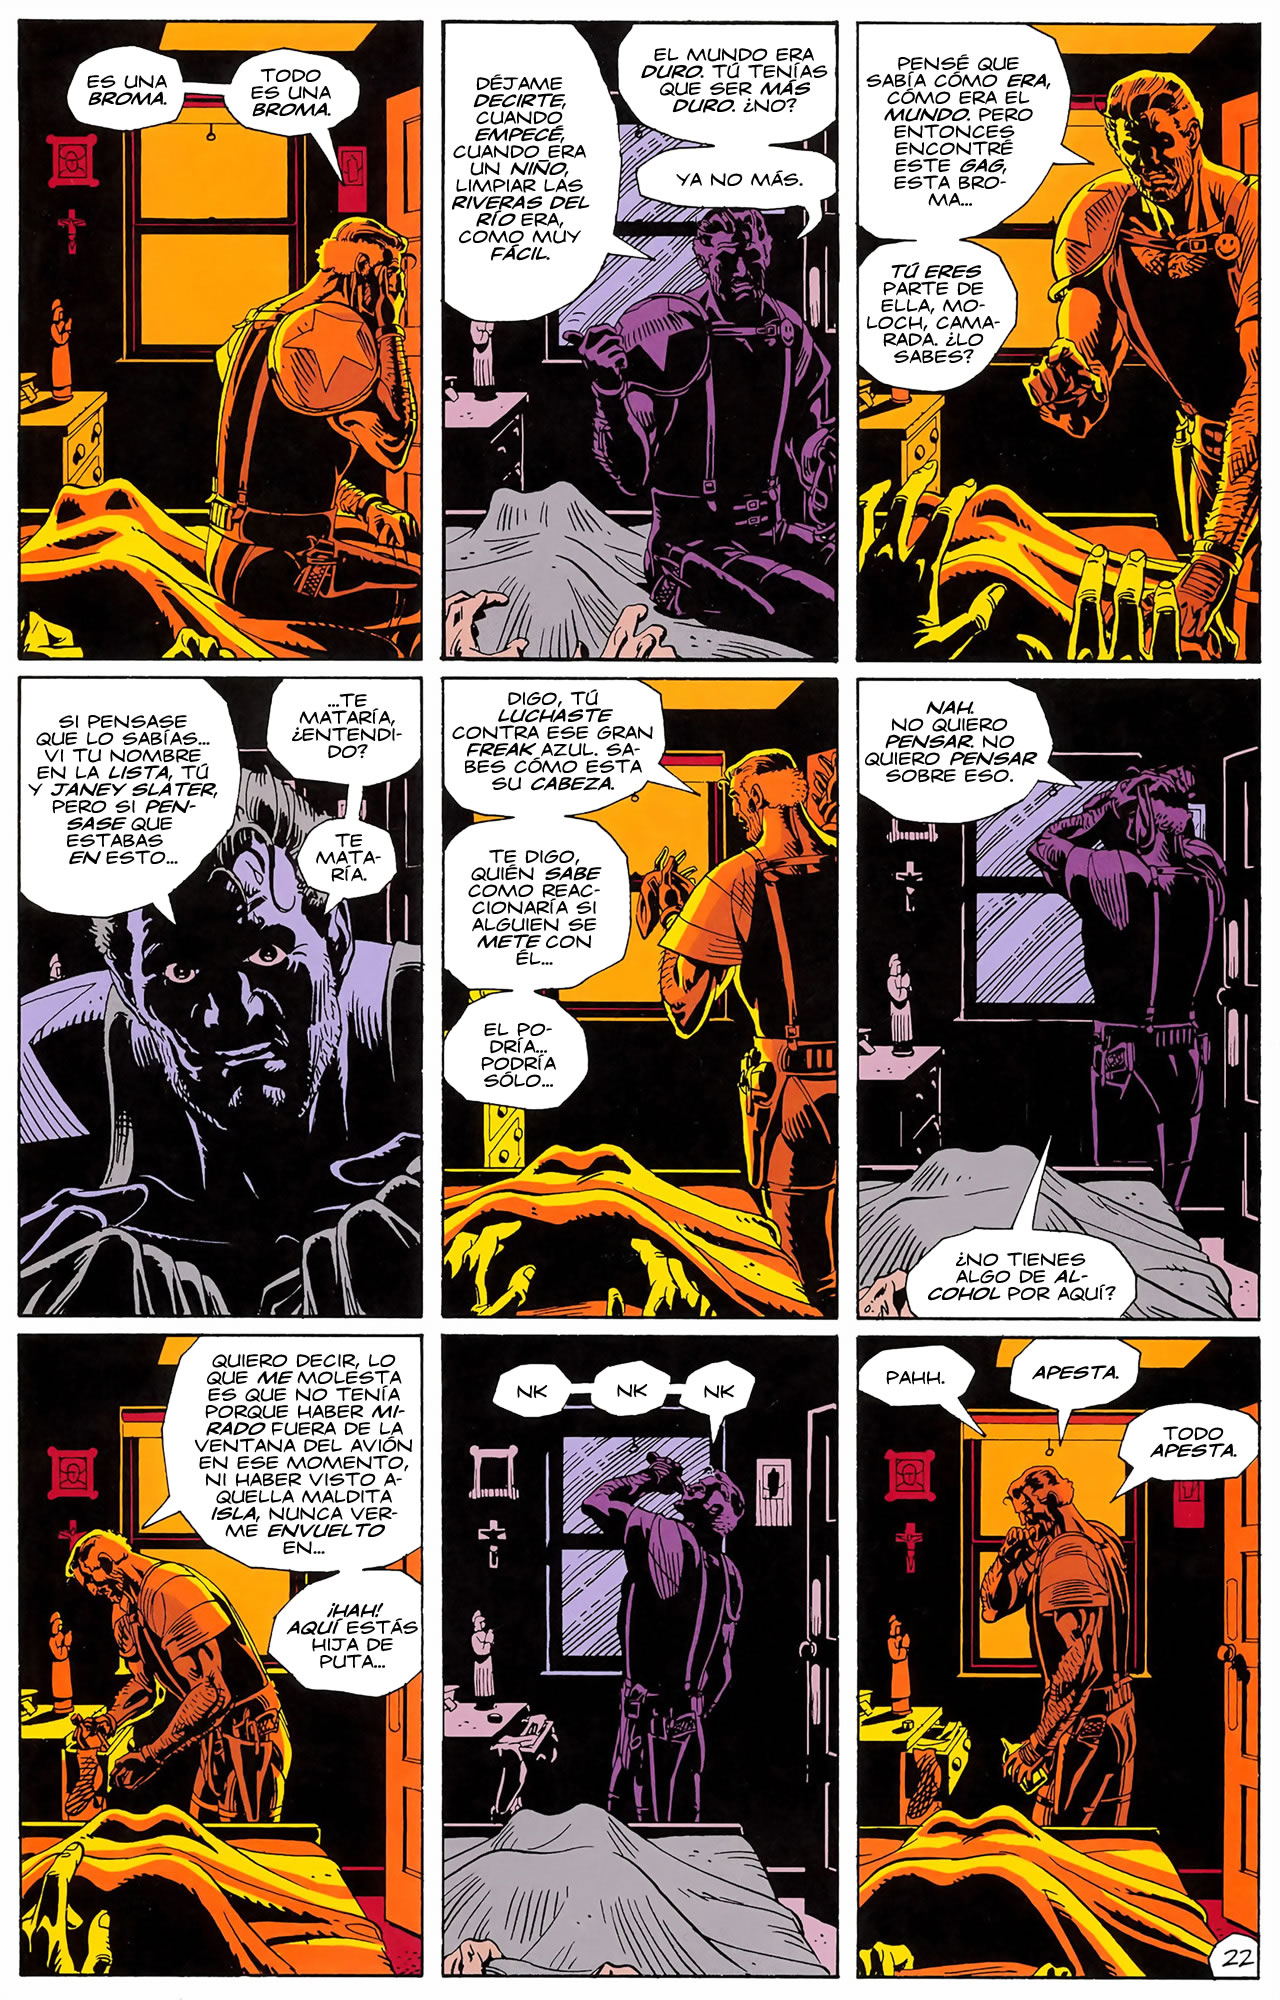 ES UNA
BROMA.
TODO
ES UNA
BROMA.
DÉJAME
DECIRTE,
CUANDO
EMPECÉ,
CUANDO ERA
UN NIÑO,
LIMPIAR LAS
RIVERAS DEL
RÍO ERA,
COMO MUY
FÁCIL.
EL MUNDO ERA
DURO. TÚ TENÍAS
QUE SER MÁS
DURO. ¿NO?
YA NO MÁS.
PENSÉ QUE
SABÍA CÓMO ERA,
CÓMO ERA EL
MUNDO. PERO
ENTONCES
ENCONTRÉ
ESTE GAG,
ESTA BRO-
MA...
TÚ ERES
PARTE DE
ELLA, MO-
LOCH, CAMA-
RADA. ¿LO
SABES?
SI PENSASE
QUE LO SABÍAS...
VI TU NOMBRE
EN LA LISTA, TÚ
Y JANEY SLATER,
PERO SI PEN-
SASE QUE
ESTABAS
EN ESTO...
...TE
MATARÍA,
¿ENTENDI-
DO?
TE
MATA-
RÍA.
DIGO, TÚ
LUCHASTE
CONTRA ESE GRAN
FREAK AZUL. SA-
BES CÓMO ESTA
SU CABEZA.
TE DIGO,
QUIÉN SABE
COMO REAC-
CIONARÍA SI
ALGUIEN SE
METE CON
ÉL...
EL PO-
DRÍA...
PODRÍA
SÓLO...
NAH.
NO QUIERO
PENSAR. NO
QUIERO PENSAR
SOBRE ESO.
¿NO TIENES
ALGO DE AL-
COHOL POR AQUÍ?
QUIERO DECIR, LO
QUE ME MOLESTA
ES QUE NO TENÍA
PORQUE HABER MI-
RADO FUERA DE LA
VENTANA DEL AVIÓN
EN ESE MOMENTO,
NI HABER VISTO A-
QUELLA MALDITA
ISLA, NUNCA VER-
ME ENVUELTO
EN...
¡HAH!
AQUÍ ESTÁS
HIJA DE
PUTA...
NK
NK
NK
PAHH.
APESTA.
TODO
APESTA.
22